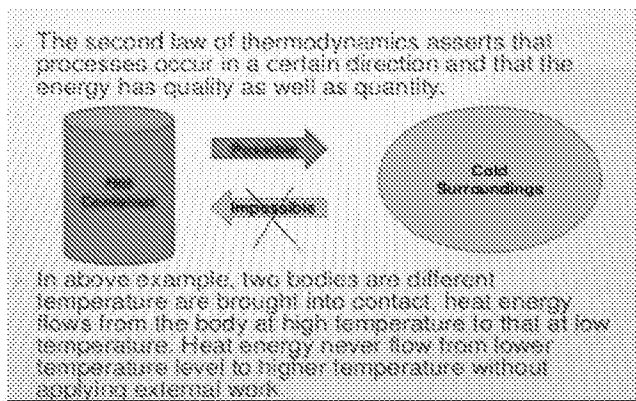 The second law of thermodynamics asserts that
processes occur in a certain direction and that the
energy has quality as well as quantity.
Possible
Hot
Container
Impossible
Cold
Surroundings
In above example, two bodies are different
temperature are brought into contact, heat energy
flows from the body at high temperature to that at low
temperature. Heat energy never flow from lower
temperature level to higher temperature without
applying external work